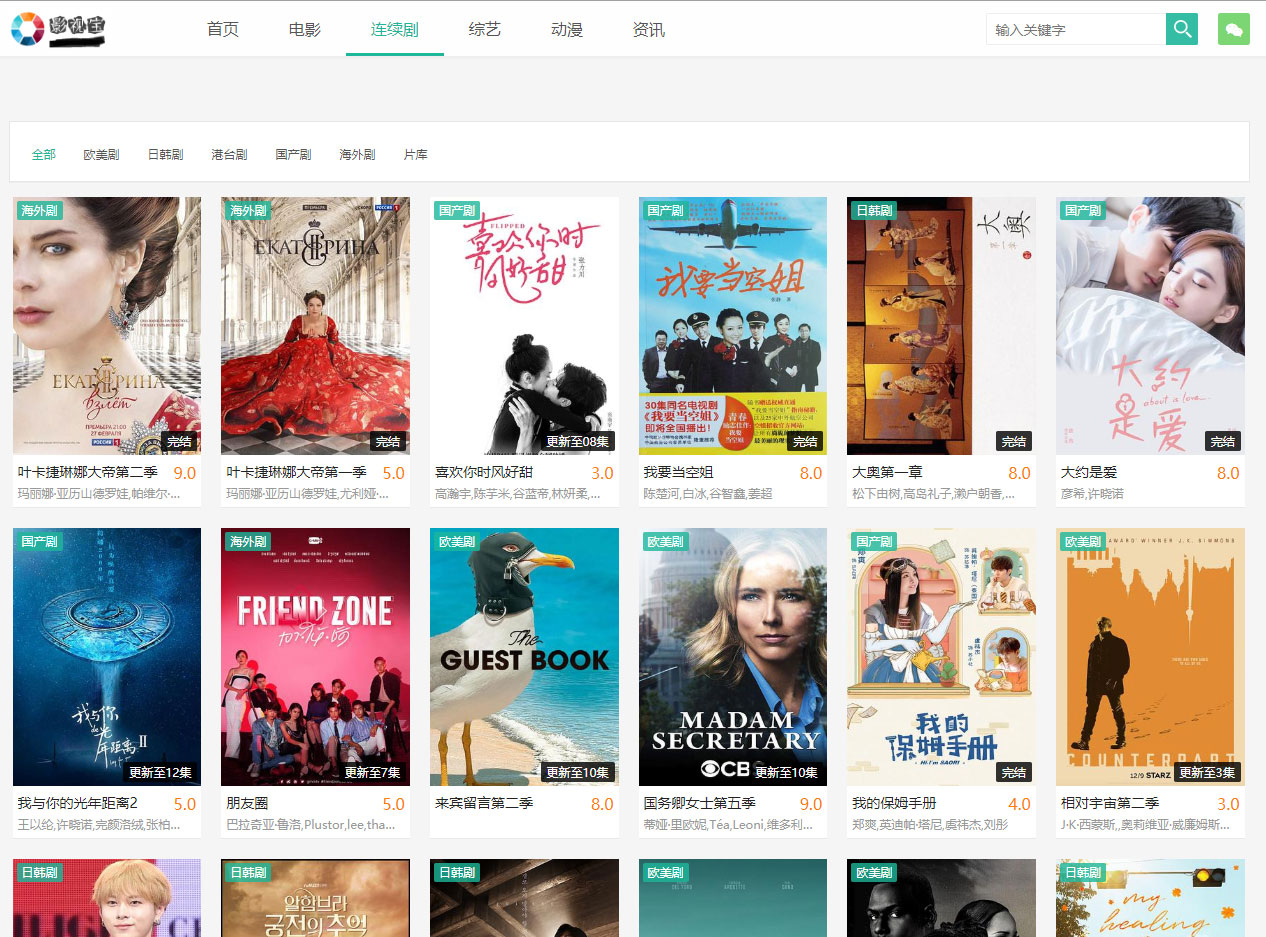 影视宝
首页 电影 连续剧 综艺 动漫 资讯
输入关键字
全部 欧美剧 日韩剧 港台剧 国产剧 海外剧 片库
海外剧
ЕКАТЕРИНА
Взлёт
ПРЕМЬЕРА 21:00
27 ФЕВРАЛЯ
РОССИЯ 1
完结
叶卡捷琳娜大帝第二季 9.0
玛丽娜·亚历山德罗娃,帕维尔·...
海外剧
РОССИЯ 1
ЕКАТЕРИНА
完结
叶卡捷琳娜大帝第一季 5.0
玛丽娜·亚历山德罗娃,尤利娅·...
国产剧
FLIPPED
喜欢你时
风好甜
张力川
更新至08集
喜欢你时风好甜 3.0
高瀚宇,陈芋米,谷蓝帝,林妍柔,...
国产剧
我要当空姐
30集同名电视剧
《我要当空姐》
即将全国播出!
青春
完结
我要当空姐 8.0
陈楚河,白冰,谷智鑫,姜超
日韩剧
大奥
第1章
完结
大奥第一章 8.0
松下由树,高岛礼子,濑户朝香,...
国产剧
大约
about a love...
是爱
完结
大约是爱 8.0
彦希,许晓诺
国产剧
我与你
的光
年距离 II
更新至12集
我与你的光年距离2 5.0
王以纶,许晓诺,完颜洛绒,张柏...
海外剧
FRIEND ZONE
更新至7集
朋友圈 5.0
巴拉奇亚·鲁洛,Plustor,lee,tha...
欧美剧
The
GUEST BOOK
更新至10集
来宾留言第二季 8.0
欧美剧
MADAM
SECRETARY
CBS
更新至10集
国务卿女士第五季 9.0
蒂娅·里欧妮,Téa,Leoni,维多利...
国产剧
我的
保姆手册
Hi,I'm SAORI
完结
我的保姆手册 4.0
郑爽,英迪帕·塔尼,虞祎杰,刘彤
欧美剧
AWARD WINNER J.K. SIMMONS
COUNTERPART
12/9 STARZ
更新至3集
相对宇宙第二季 3.0
J·K·西蒙斯,,奥莉维亚·威廉姆斯...
日韩剧
日韩剧
알함브라
궁전의 추억
日韩剧
欧美剧
欧美剧
日韩剧
my
healing